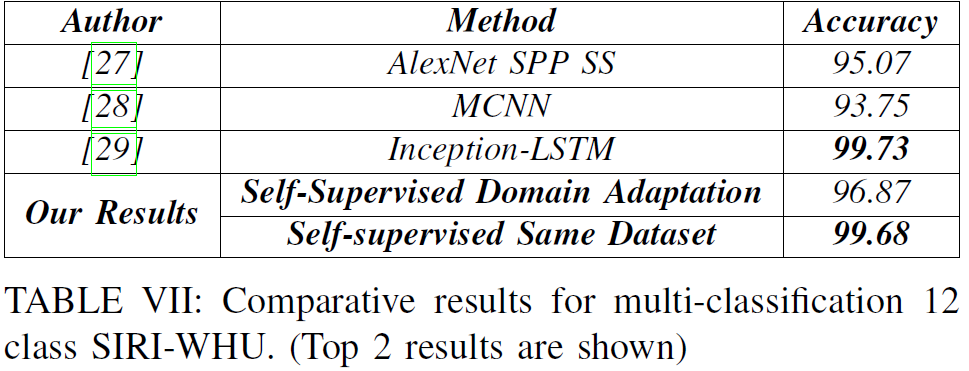 Author Method Accuracy
[27] AlexNet SPP SS 95.07
[28] MCNN 93.75
[29] Inception-LSTM 99.73
Our Results Self-Supervised Domain Adaptation 96.87
Self-supervised Same Dataset 99.68
TABLE VII: Comparative results for multi-classification 12
class SIRI-WHU. (Top 2 results are shown)